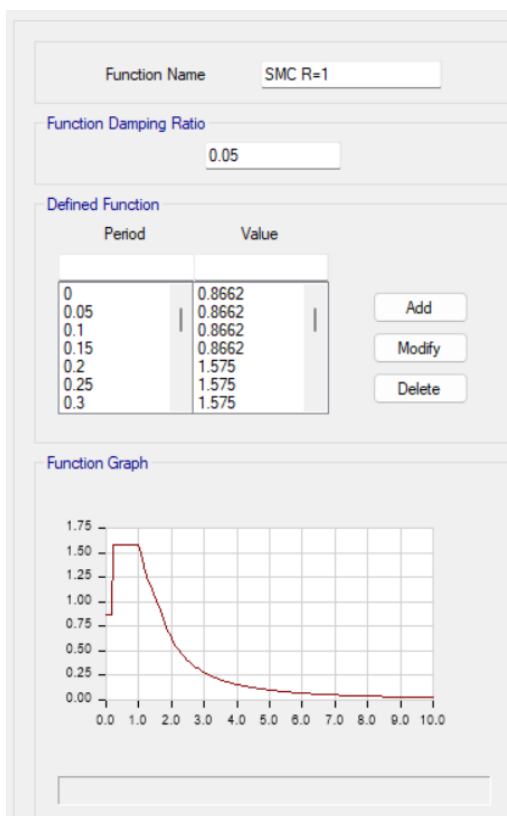 Function Name SMC R=1
Function Damping Ratio
0.05
Defined Function
Period Value
0 0.8662
0.05 0.8662
0.1 0.8662
0.15 0.8662
0.2 1.575
0.25 1.575
0.3 1.575
Add
Modify
Delete
Function Graph
1.75
1.50
1.25
1.00
0.75
0.50
0.25
0.00
0.0 1.0 2.0 3.0 4.0 5.0 6.0 7.0 8.0 9.0 10.0